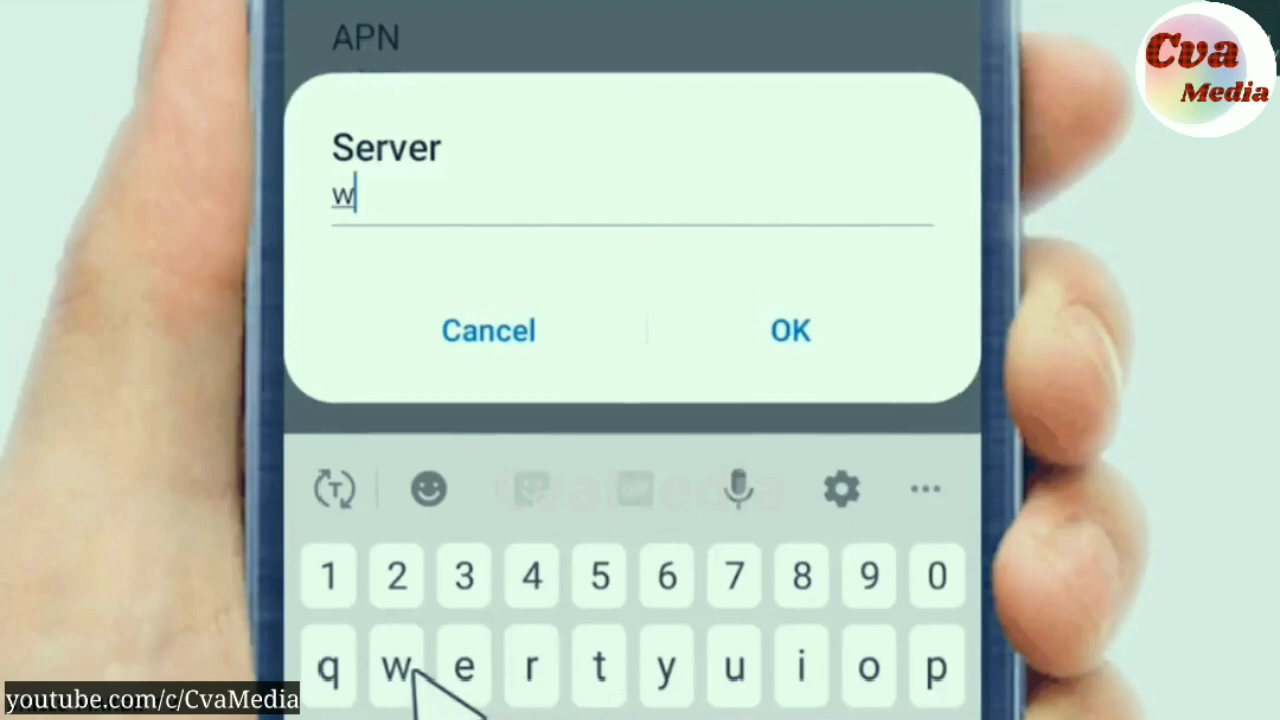 APN
Cva
Media
Server
w
Cancel
OK
T
1 2 3 4 5 6 7 8 9 0
q w e r t y u i o p
youtube.com/c/CvaMedia